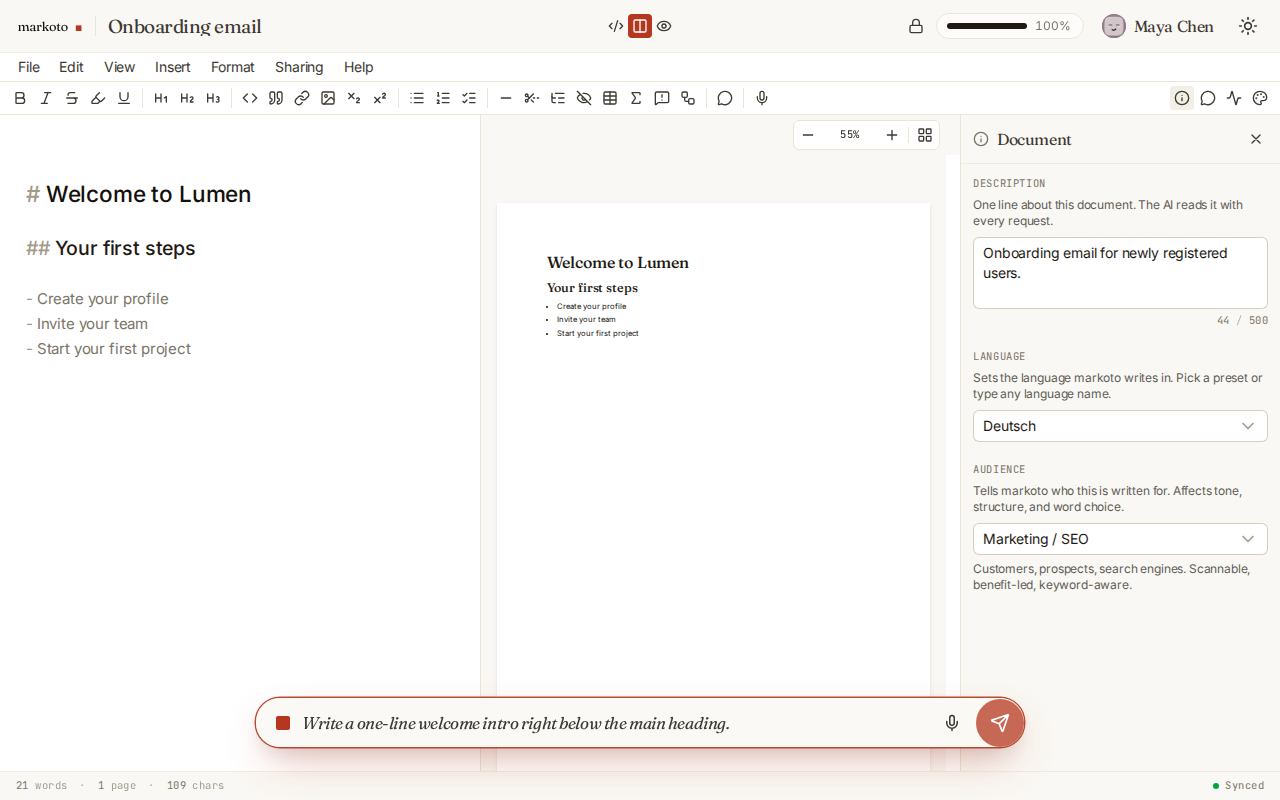 markoto
Onboarding email
100%
Maya Chen
File Edit View Insert Format Sharing Help
H1 H2 H3
55%
# Welcome to Lumen
## Your first steps
- Create your profile
- Invite your team
- Start your first project
Welcome to Lumen
Your first steps
• Create your profile
• Invite your team
• Start your first project
Document
DESCRIPTION
One line about this document. The AI reads it with
every request.
Onboarding email for newly registered
users.
44 / 500
LANGUAGE
Sets the language markoto writes in. Pick a preset or
type any language name.
Deutsch
AUDIENCE
Tells markoto who this is written for. Affects tone,
structure, and word choice.
Marketing / SEO
Customers, prospects, search engines. Scannable,
benefit-led, keyword-aware.
Write a one-line welcome intro right below the main heading.
21 words · 1 page · 109 chars
Synced